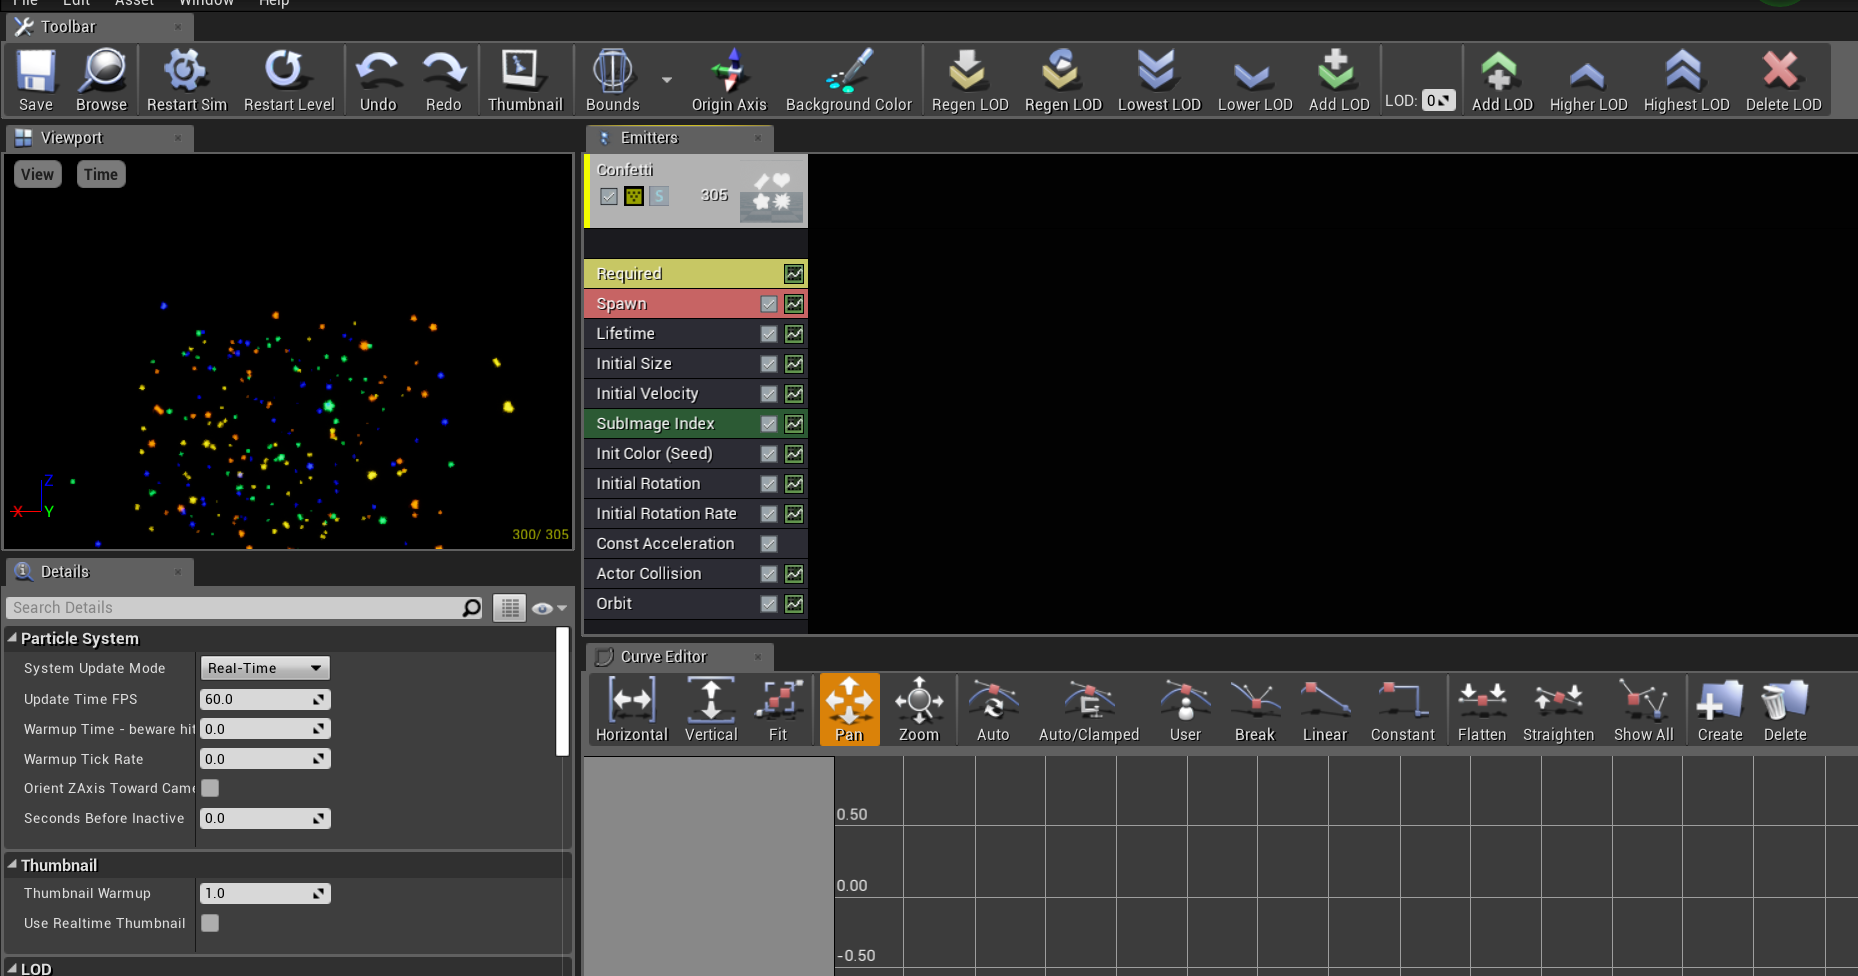 File Edit Asset Window Help
Toolbar
Save Browse Restart Sim Restart Level Undo Redo Thumbnail Bounds Origin Axis Background Color Regen LOD Regen LOD Lowest LOD Lower LOD Add LOD LOD: 0 Add LOD Higher LOD Highest LOD Delete LOD
Viewport
View Time
Z
X Y
300/ 305
Emitters
Confetti
S 305
Required
Spawn
Lifetime
Initial Size
Initial Velocity
SubImage Index
Init Color (Seed)
Initial Rotation
Initial Rotation Rate
Const Acceleration
Actor Collision
Orbit
Details
Search Details
Particle System
System Update Mode Real-Time
Update Time FPS 60.0
Warmup Time - beware hit 0.0
Warmup Tick Rate 0.0
Orient ZAxis Toward Came
Seconds Before Inactive 0.0
Thumbnail
Thumbnail Warmup 1.0
Use Realtime Thumbnail
LOD
Curve Editor
Horizontal Vertical Fit Pan Zoom Auto Auto/Clamped User Break Linear Constant Flatten Straighten Show All Create Delete
0.50
0.00
-0.50